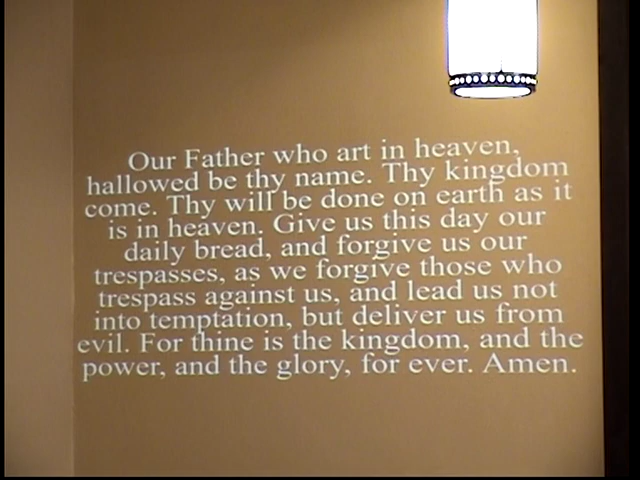 Our Father who art in heaven,
hallowed be thy name. Thy kingdom
come. Thy will be done on earth as it
is in heaven. Give us this day our
daily bread, and forgive us our
trespasses, as we forgive those who
trespass against us, and lead us not
into temptation, but deliver us from
evil. For thine is the kingdom, and the
power, and the glory, for ever. Amen.